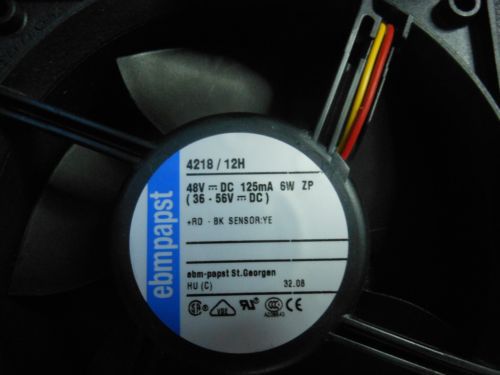 ebmpapst
4218 / 12H
48V ⎓ DC 125mA 6W ZP
( 36 - 56V ⎓ DC )
+RD - BK SENSOR:YE
ebm-papst St.Georgen
HU (C) 32.08